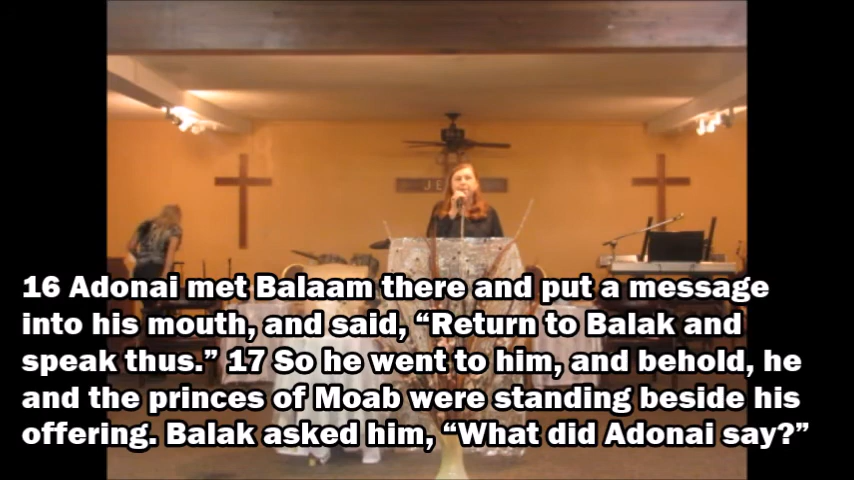 JE
16 Adonai met Balaam there and put a message
into his mouth, and said, “Return to Balak and
speak thus.” 17 So he went to him, and behold, he
and the princes of Moab were standing beside his
offering. Balak asked him, “What did Adonai say?”